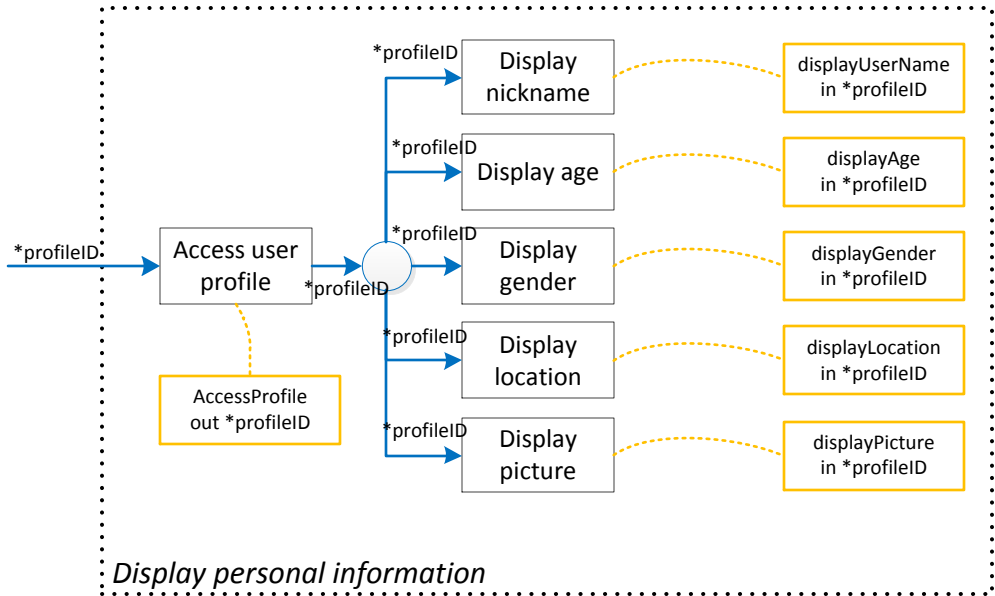 *profileID
Display
nickname
displayUserName
in *profileID
*profileID
Display age
displayAge
in *profileID
*profileID
Access user
profile
*profileID
*profileID
Display
gender
displayGender
in *profileID
*profileID
Display
location
displayLocation
in *profileID
AccessProfile
out *profileID
*profileID
Display
picture
displayPicture
in *profileID
Display personal information